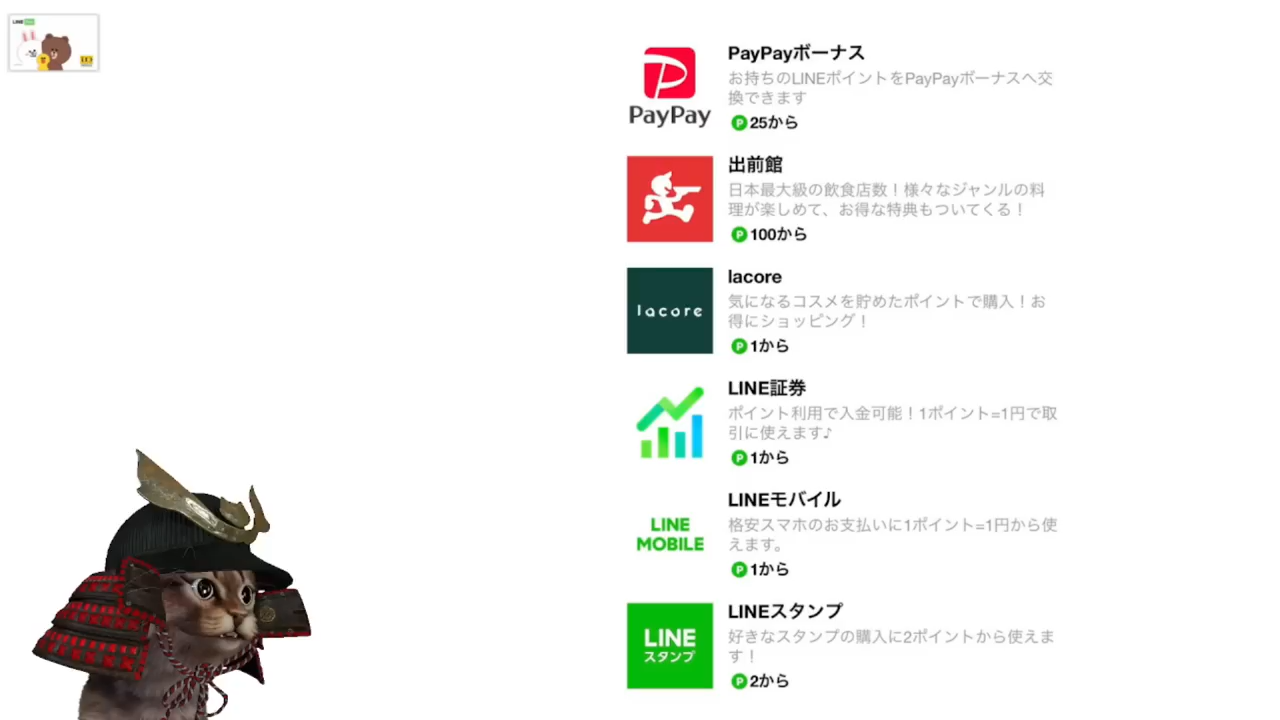 LINE
PayPay
PayPayボーナス
お持ちのLINEポイントをPayPayボーナスへ交
換できます
P 25から
出前館
日本最大級の飲食店数！様々なジャンルの料
理が楽しめて、お得な特典もついてくる！
P 100から
lacore
lacore
気になるコスメを貯めたポイントで購入！お
得にショッピング！
P 1から
LINE証券
ポイント利用で入金可能！1ポイント=1円で取
引に使えます♪
P 1から
LINE
MOBILE
LINEモバイル
格安スマホのお支払いに1ポイント=1円から使
えます。
P 1から
LINE
スタンプ
LINEスタンプ
好きなスタンプの購入に2ポイントから使えま
す！
P 2から